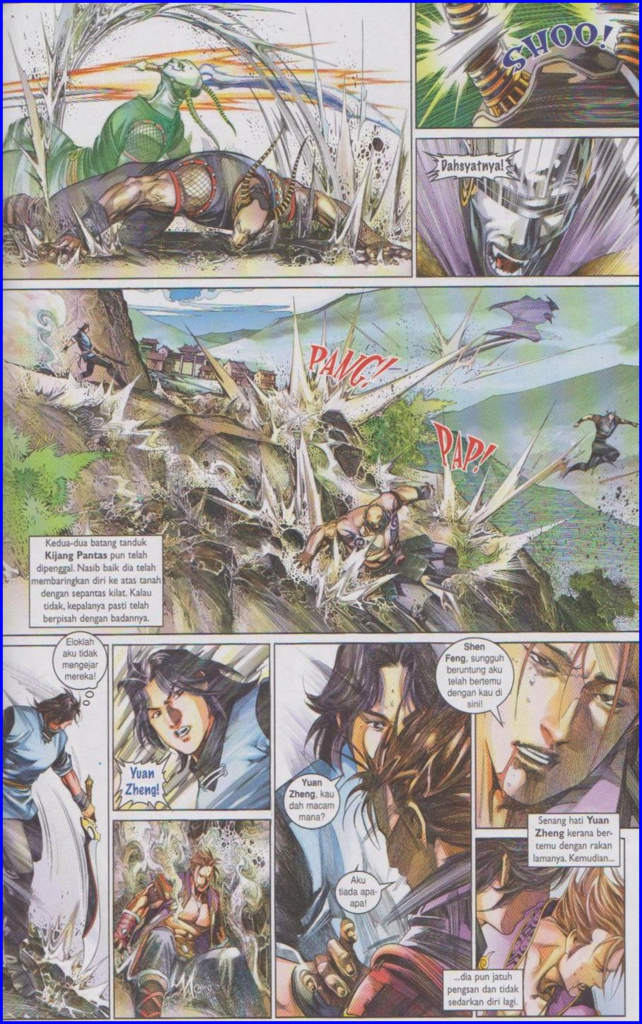 SHOO!
Dahsyatnya!
PANG!
PAP!
Kedua-dua batang tanduk
Kijang Pantas pun telah
dipenggal. Nasib baik dia telah
membaringkan diri ke atas tanah
dengan sepantas kilat. Kalau
tidak, kepalanya pasti telah
berpisah dengan badannya.
Eloklah
aku tidak
mengejar
mereka!
Yuan
Zheng!
Yuan
Zheng, kau
dah macam
mana?
Aku
tiada apa-
apa!
Shen
Feng, sungguh
beruntung aku
telah bertemu
dengan kau di
sini!
Senang hati Yuan
Zheng kerana ber-
temu dengan rakan
lamanya. Kemudian...
...dia pun jatuh
pengsan dan tidak
sedarkan diri lagi.